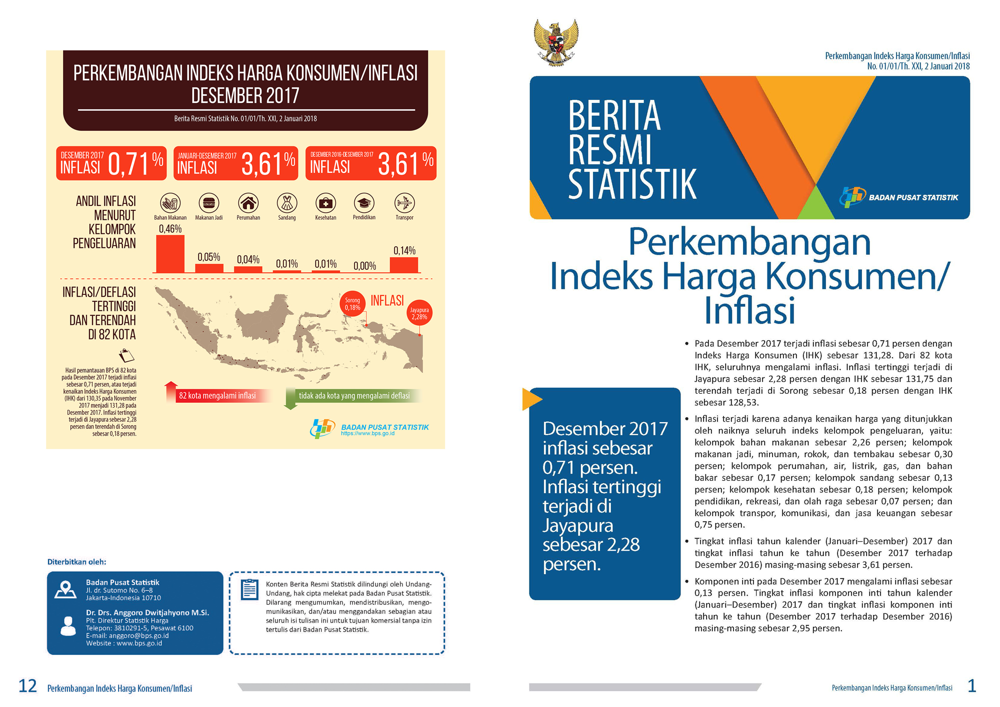 PERKEMBANGAN INDEKS HARGA KONSUMEN/INFLASI
DESEMBER 2017
Berita Resmi Statistik No. 01/01/Th. XXI, 2 Januari 2018
DESEMBER 2017
INFLASI 0,71 %
JANUARI-DESEMBER 2017
INFLASI 3,61 %
DESEMBER 2016-DESEMBER 2017
INFLASI 3,61 %
ANDIL INFLASI
MENURUT
KELOMPOK
PENGELUARAN
Bahan Makanan
Makanan Jadi
Perumahan
Sandang
Kesehatan
Pendidikan
Transpor
0,46%
0,05%
0,04%
0,01%
0,01%
0,00%
0,14%
INFLASI/DEFLASI
TERTINGGI
DAN TERENDAH
DI 82 KOTA
Sorong
0,18%
INFLASI
Jayapura
2,28%
Hasil pemantauan BPS di 82 kota
pada Desember 2017 terjadi inflasi
sebesar 0,71 persen, atau terjadi
kenaikan Indeks Harga Konsumen
(IHK) dari 130,35 pada November
2017 menjadi 131,28 pada
Desember 2017. Inflasi tertinggi
terjadi di Jayapura sebesar 2,28
persen dan terendah di Sorong
sebesar 0,18 persen.
82 kota mengalami inflasi
tidak ada kota yang mengalami deflasi
BADAN PUSAT STATISTIK
https://www.bps.go.id
Diterbitkan oleh:
Badan Pusat Statistik
Jl. dr. Sutomo No. 6–8
Jakarta-Indonesia 10710
Dr. Drs. Anggoro Dwitjahyono M.Si.
Plt. Direktur Statistik Harga
Telepon: 3810291-5, Pesawat 6100
E-mail: anggoro@bps.go.id
Website : www.bps.go.id
Konten Berita Resmi Statistik dilindungi oleh Undang-
Undang, hak cipta melekat pada Badan Pusat Statistik.
Dilarang mengumumkan, mendistribusikan, mengo-
munikasikan, dan/atau menggandakan sebagian atau
seluruh isi tulisan ini untuk tujuan komersial tanpa izin
tertulis dari Badan Pusat Statistik.
12 Perkembangan Indeks Harga Konsumen/Inflasi
Perkembangan Indeks Harga Konsumen/Inflasi
No. 01/01/Th. XXI, 2 Januari 2018
BERITA
RESMI
STATISTIK
BADAN PUSAT STATISTIK
Perkembangan
Indeks Harga Konsumen/
Inflasi
Desember 2017
inflasi sebesar
0,71 persen.
Inflasi tertinggi
terjadi di
Jayapura
sebesar 2,28
persen.
• Pada Desember 2017 terjadi inflasi sebesar 0,71 persen dengan
Indeks Harga Konsumen (IHK) sebesar 131,28. Dari 82 kota
IHK, seluruhnya mengalami inflasi. Inflasi tertinggi terjadi di
Jayapura sebesar 2,28 persen dengan IHK sebesar 131,75 dan
terendah terjadi di Sorong sebesar 0,18 persen dengan IHK
sebesar 128,53.
• Inflasi terjadi karena adanya kenaikan harga yang ditunjukkan
oleh naiknya seluruh indeks kelompok pengeluaran, yaitu:
kelompok bahan makanan sebesar 2,26 persen; kelompok
makanan jadi, minuman, rokok, dan tembakau sebesar 0,30
persen; kelompok perumahan, air, listrik, gas, dan bahan
bakar sebesar 0,17 persen; kelompok sandang sebesar 0,13
persen; kelompok kesehatan sebesar 0,18 persen; kelompok
pendidikan, rekreasi, dan olah raga sebesar 0,07 persen; dan
kelompok transpor, komunikasi, dan jasa keuangan sebesar
0,75 persen.
• Tingkat inflasi tahun kalender (Januari–Desember) 2017 dan
tingkat inflasi tahun ke tahun (Desember 2017 terhadap
Desember 2016) masing-masing sebesar 3,61 persen.
• Komponen inti pada Desember 2017 mengalami inflasi sebesar
0,13 persen. Tingkat inflasi komponen inti tahun kalender
(Januari–Desember) 2017 dan tingkat inflasi komponen inti
tahun ke tahun (Desember 2017 terhadap Desember 2016)
masing-masing sebesar 2,95 persen.
Perkembangan Indeks Harga Konsumen/Inflasi 1